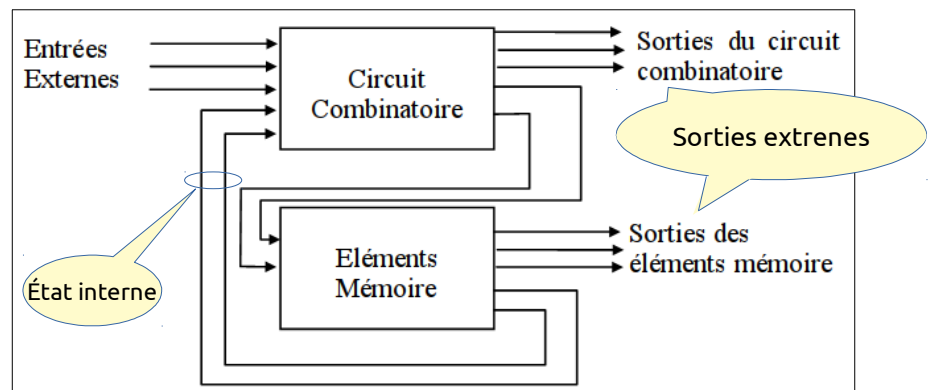 Entrées
Externes
Circuit
Combinatoire
Sorties du circuit
combinatoire
Sorties extrenes
État interne
Eléments
Mémoire
Sorties des
éléments mémoire